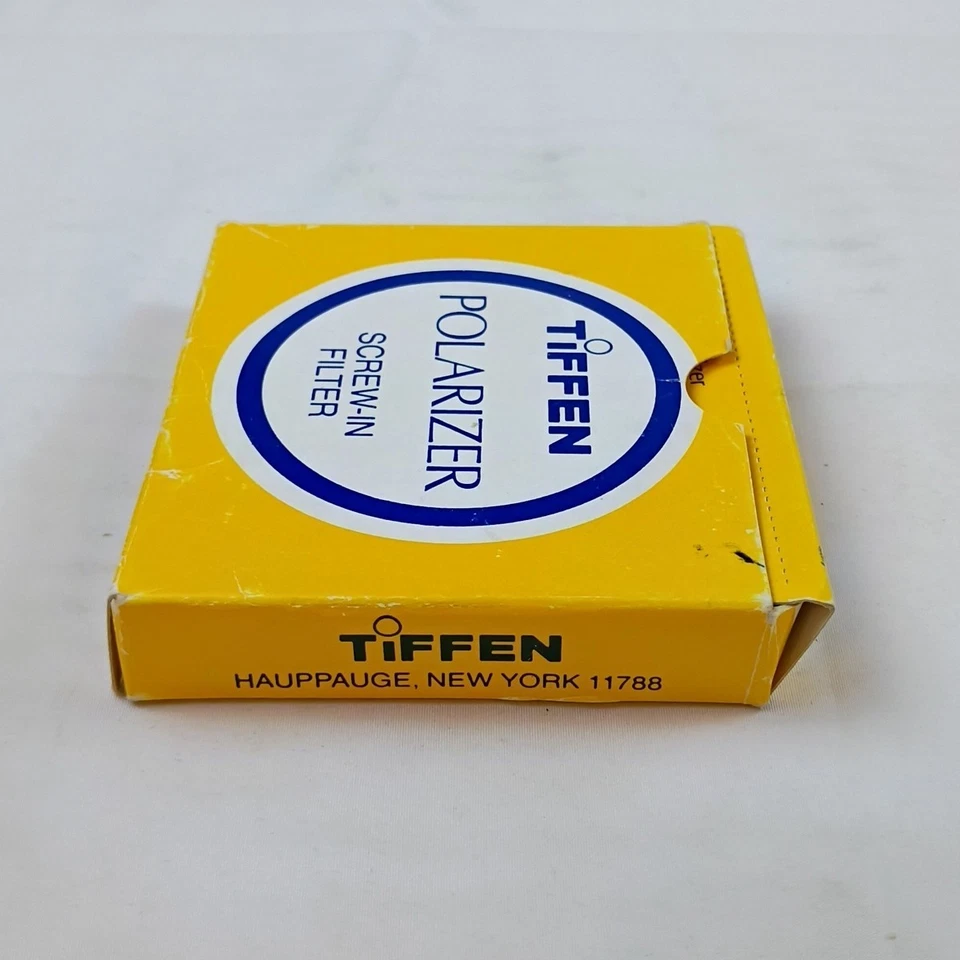 TiFFEN
POLARIZER
SCREW-IN
FILTER
TiFFEN
HAUPPAUGE, NEW YORK 11788